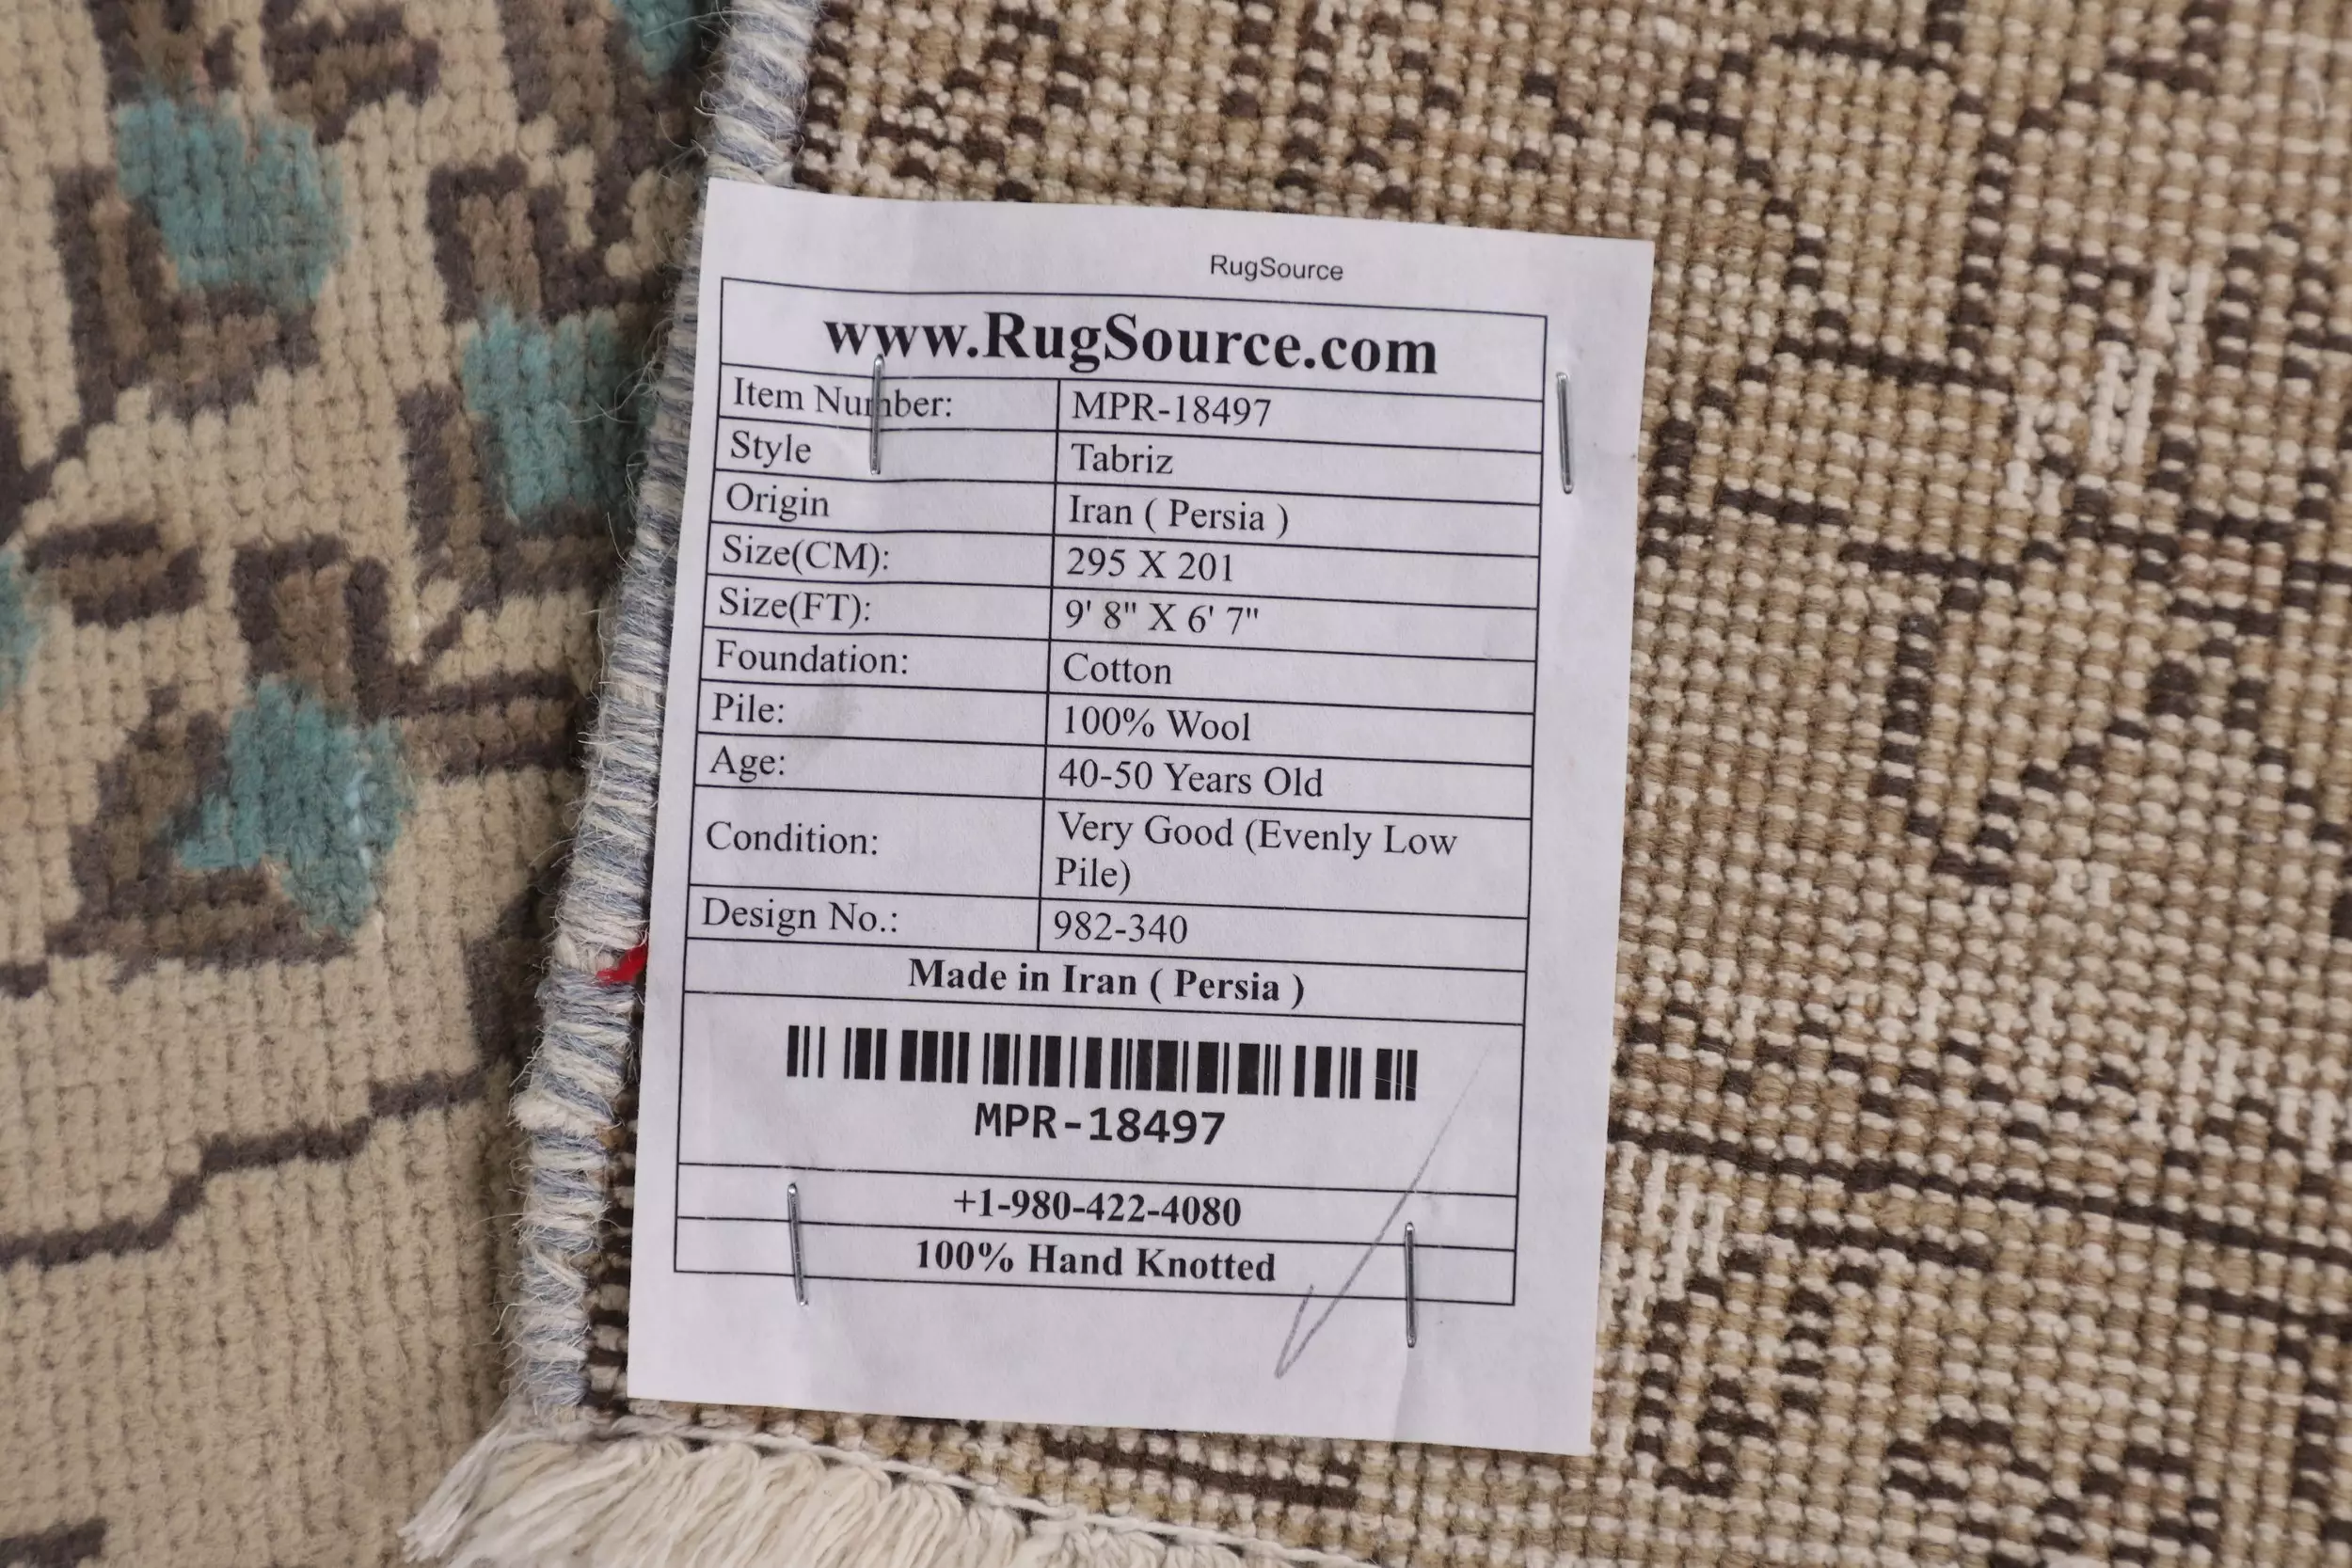 RugSource
www.RugSource.com
Item Number: MPR-18497
Style Tabriz
Origin Iran ( Persia )
Size(CM): 295 X 201
Size(FT): 9' 8" X 6' 7"
Foundation: Cotton
Pile: 100% Wool
Age: 40-50 Years Old
Condition: Very Good (Evenly Low
Pile)
Design No.: 982-340
Made in Iran ( Persia )
MPR-18497
+1-980-422-4080
100% Hand Knotted